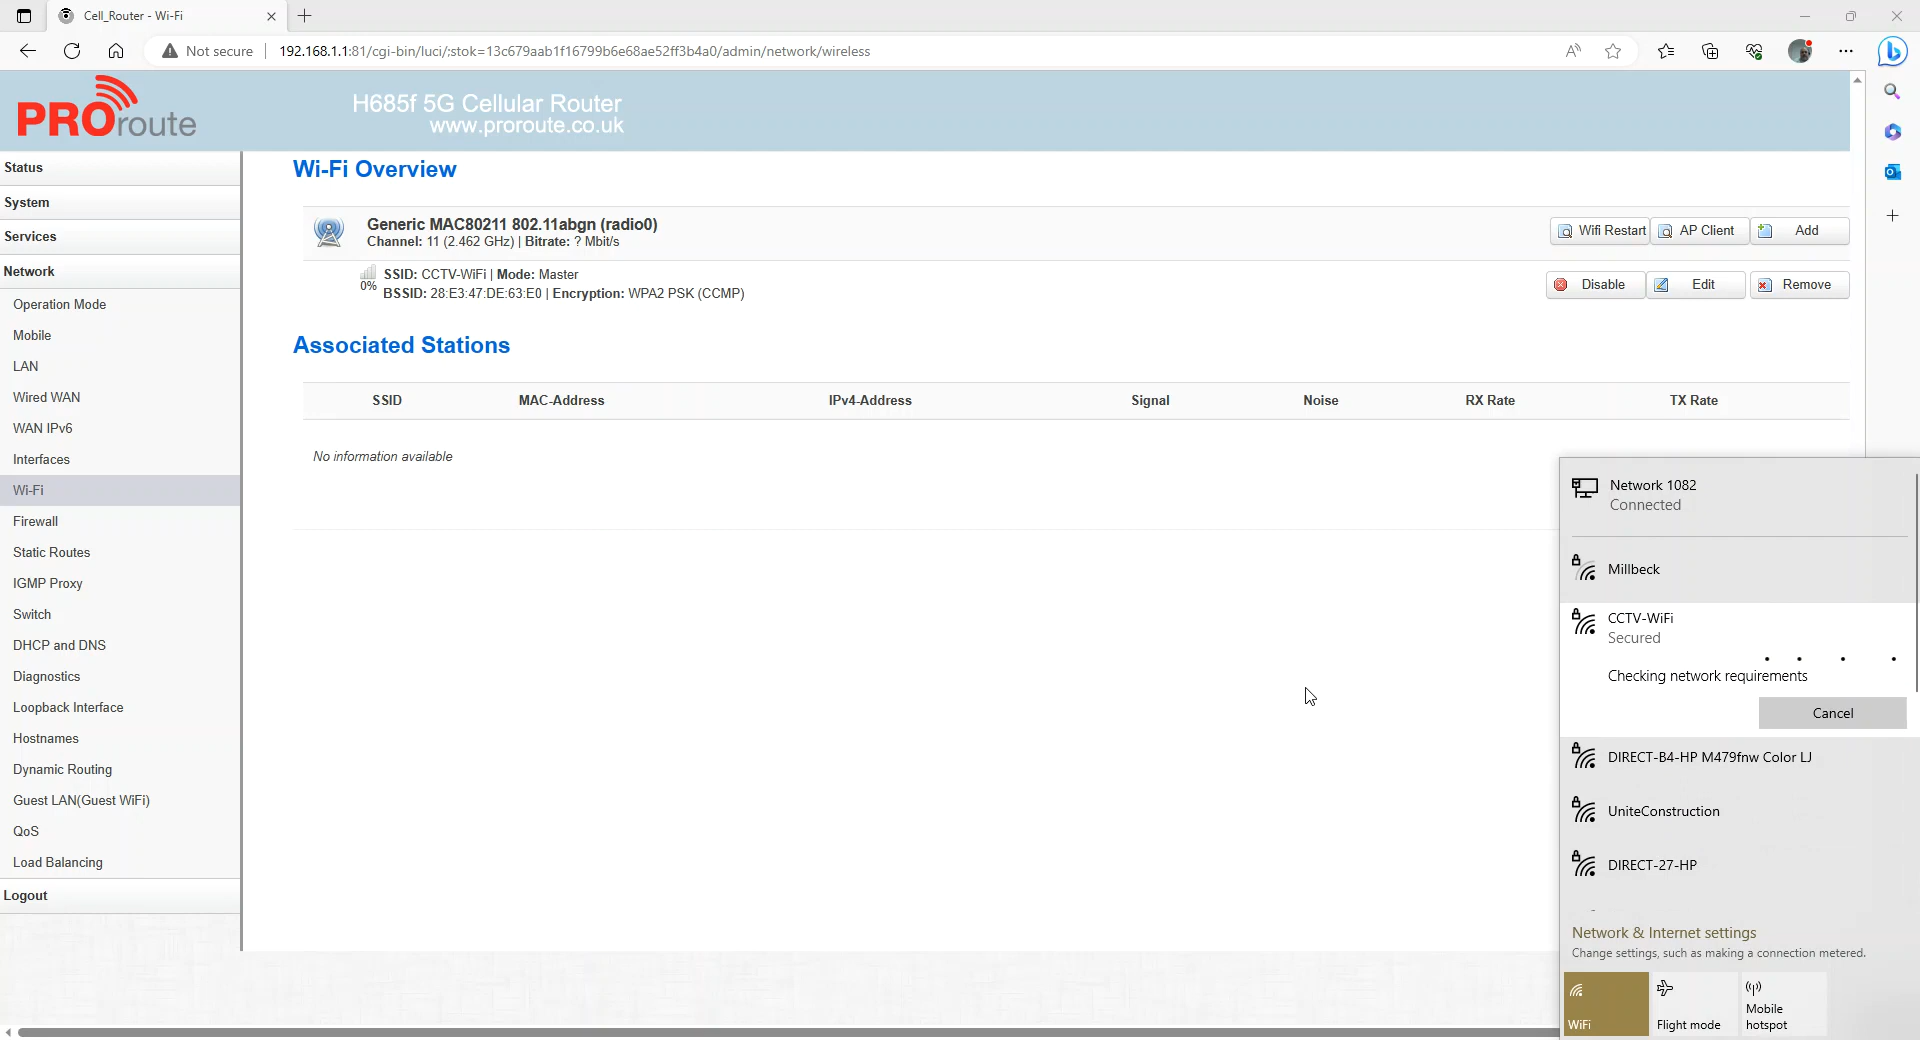 Cell_Router - Wi-Fi
Not secure
192.168.1.1:81/cgi-bin/luci/;stok=13c679aab1f16799b6e68ae52ff3b4a0/admin/network/wireless
PROroute
H685f 5G Cellular Router
www.proroute.co.uk
Status
System
Services
Network
Operation Mode
Mobile
LAN
Wired WAN
WAN IPv6
Interfaces
Wi-Fi
Firewall
Static Routes
IGMP Proxy
Switch
DHCP and DNS
Diagnostics
Loopback Interface
Hostnames
Dynamic Routing
Guest LAN(Guest WiFi)
QoS
Load Balancing
Logout
Wi-Fi Overview
Generic MAC80211 802.11abgn (radio0)
Channel: 11 (2.462 GHz) | Bitrate: ? Mbit/s
Wifi Restart
AP Client
Add
0%
SSID: CCTV-WiFi | Mode: Master
BSSID: 28:E3:47:DE:63:E0 | Encryption: WPA2 PSK (CCMP)
Disable
Edit
Remove
Associated Stations
SSID MAC-Address IPv4-Address Signal Noise RX Rate TX Rate
No information available
Network 1082
Connected
Millbeck
CCTV-WiFi
Secured
Checking network requirements
Cancel
DIRECT-B4-HP M479fnw Color LJ
UniteConstruction
DIRECT-27-HP
Network & Internet settings
Change settings, such as making a connection metered.
WiFi
Flight mode
Mobile
hotspot